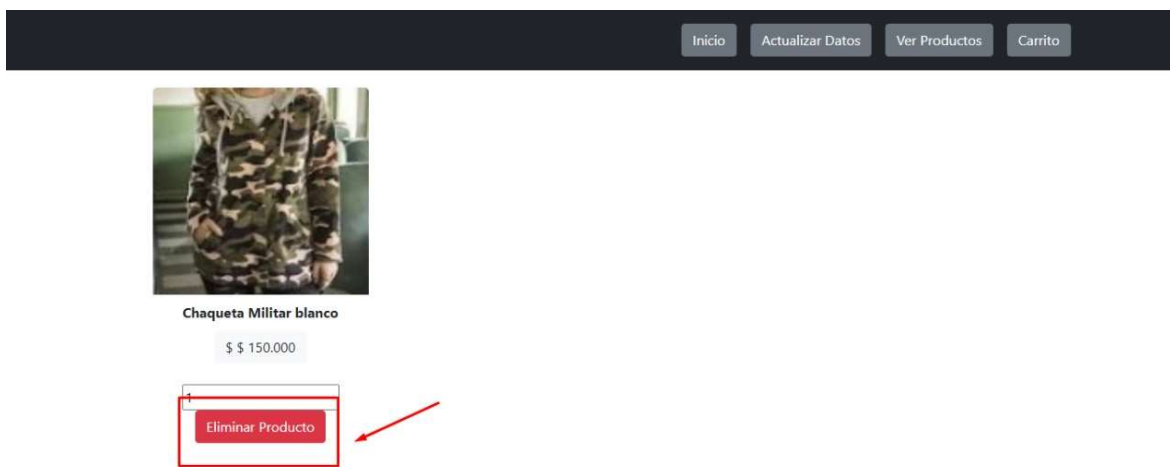 Inicio Actualizar Datos Ver Productos Carrito
Chaqueta Militar blanco
$ $ 150.000
1
Eliminar Producto